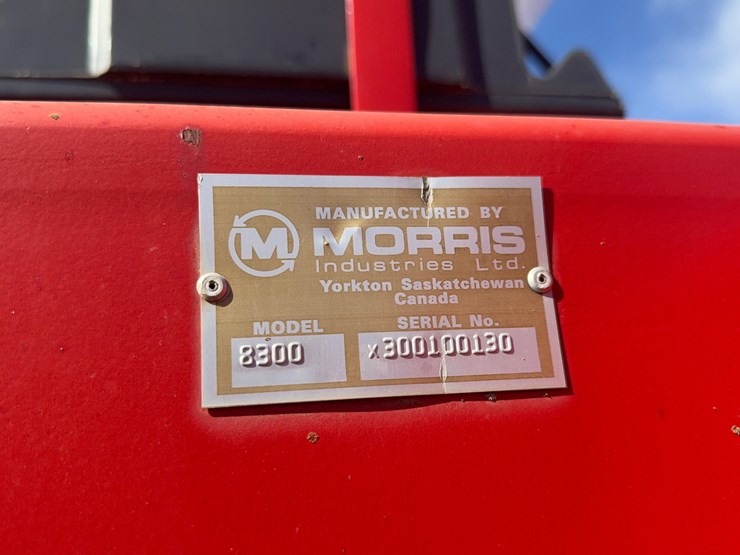 MANUFACTURED BY
M MORRIS
Industries Ltd.
Yorkton Saskatchewan
Canada
MODEL SERIAL No.
8300 x300100130